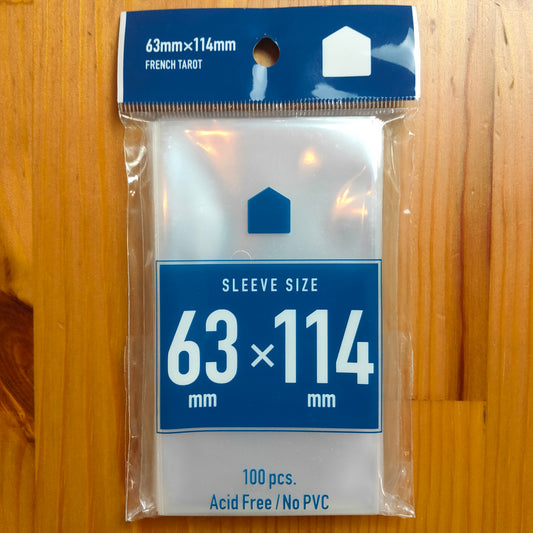 63mm×114mm
FRENCH TAROT
SLEEVE SIZE
63×114
mm mm
100 pcs.
Acid Free / No PVC